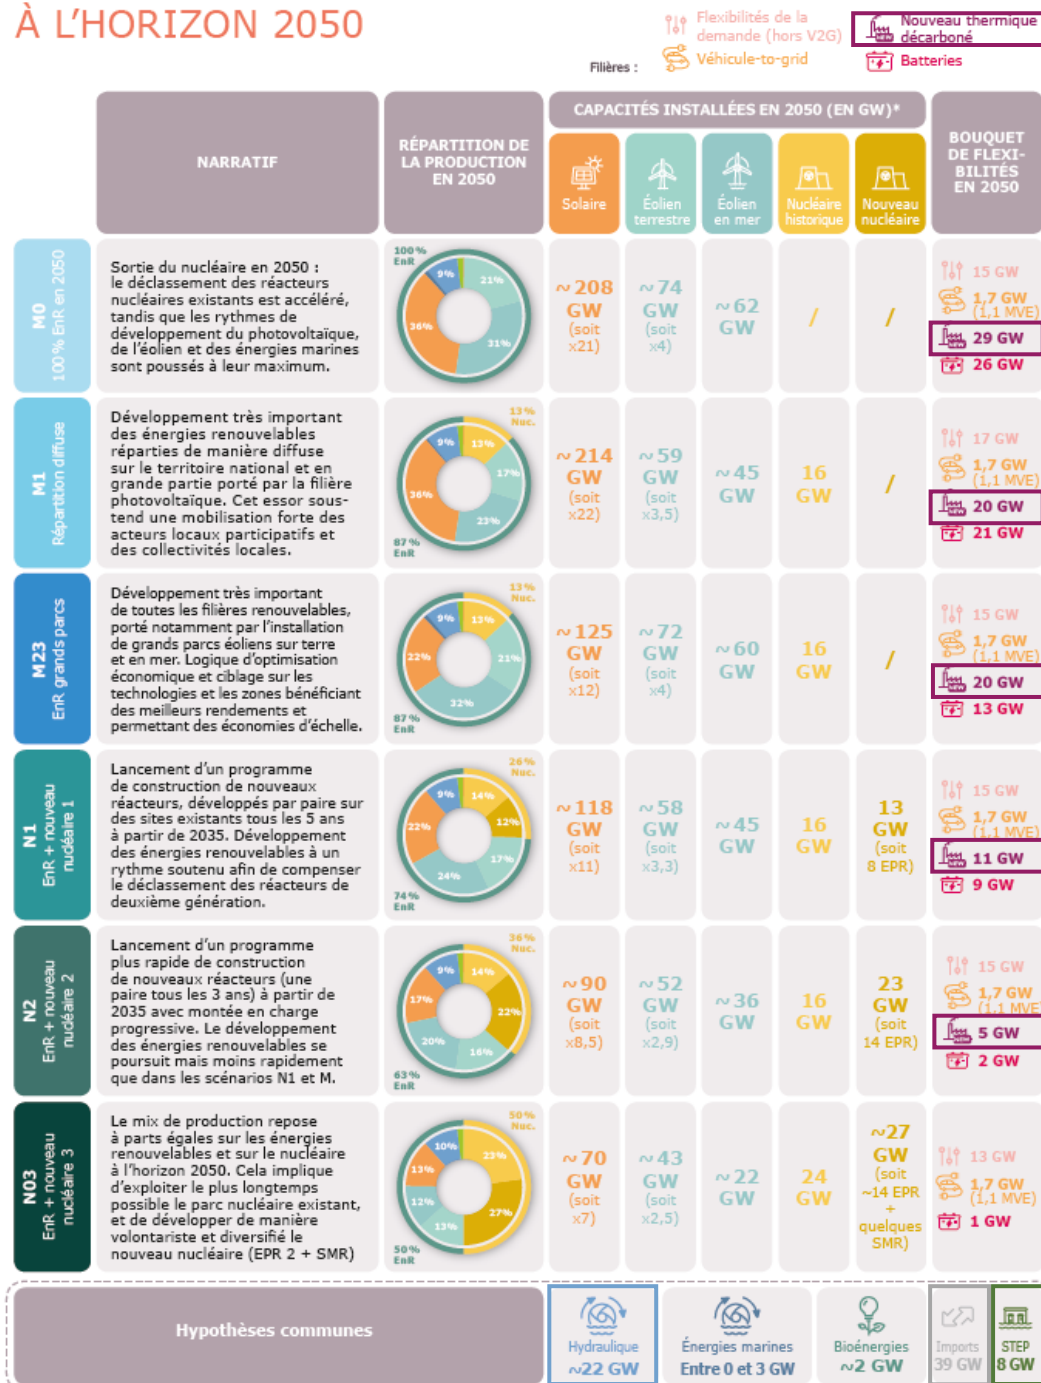 À L'HORIZON 2050
Filières :
Flexibilités de la
demande (hors V2G)
Véhicule-to-grid
Nouveau thermique
décarboné
Batteries
NARRATIF
RÉPARTITION DE
LA PRODUCTION
EN 2050
CAPACITÉS INSTALLÉES EN 2050 (EN GW)*
Solaire
Éolien
terrestre
Éolien
en mer
Nucléaire
historique
Nouveau
nucléaire
BOUQUET
DE FLEXI-
BILITÉS
EN 2050
M0
100% EnR en 2050
Sortie du nucléaire en 2050 :
le déclassement des réacteurs
nucléaires existants est accéléré,
tandis que les rythmes de
développement du photovoltaïque,
de l'éolien et des énergies marines
sont poussés à leur maximum.
100%
EnR
9%
21%
36%
31%
~208
GW
(soit
x21)
~74
GW
(soit
x4)
~62
GW
/
/
15 GW
1,7 GW
(1,1 MVE)
NEW
29 GW
26 GW
M1
Répartition diffuse
Développement très important
des énergies renouvelables
réparties de manière diffuse
sur le territoire national et en
grande partie porté par la filière
photovoltaïque. Cet essor sous-
tend une mobilisation forte des
acteurs locaux participatifs et
des collectivités locales.
13%
Nuc.
9%
13%
17%
36%
23%
87%
EnR
~214
GW
(soit
x22)
~59
GW
(soit
x3,5)
~45
GW
16
GW
/
17 GW
1,7 GW
(1,1 MVE)
NEW
20 GW
21 GW
M23
EnR grands parcs
Développement très important
de toutes les filières renouvelables,
porté notamment par l'installation
de grands parcs éoliens sur terre
et en mer. Logique d'optimisation
économique et ciblage sur les
technologies et les zones bénéficiant
des meilleurs rendements et
permettant des économies d'échelle.
13%
Nuc.
9%
13%
22%
21%
32%
87%
EnR
~125
GW
(soit
x12)
~72
GW
(soit
x4)
~60
GW
16
GW
/
15 GW
1,7 GW
(1,1 MVE)
NEW
20 GW
13 GW
N1
EnR + nouveau
nucléaire 1
Lancement d'un programme
de construction de nouveaux
réacteurs, développés par paire sur
des sites existants tous les 5 ans
à partir de 2035. Développement
des énergies renouvelables à un
rythme soutenu afin de compenser
le déclassement des réacteurs de
deuxième génération.
26%
Nuc.
9%
14%
22%
12%
17%
24%
74%
EnR
~118
GW
(soit
x11)
~58
GW
(soit
x3,3)
~45
GW
16
GW
13
GW
(soit
8 EPR)
15 GW
1,7 GW
(1,1 MVE)
NEW
11 GW
9 GW
N2
EnR + nouveau
nucléaire 2
Lancement d'un programme
plus rapide de construction
de nouveaux réacteurs (une
paire tous les 3 ans) à partir de
2035 avec montée en charge
progressive. Le développement
des énergies renouvelables se
poursuit mais moins rapidement
que dans les scénarios N1 et M.
36%
Nuc.
9%
14%
17%
22%
20%
16%
63%
EnR
~90
GW
(soit
x8,5)
~52
GW
(soit
x2,9)
~36
GW
16
GW
23
GW
(soit
14 EPR)
15 GW
1,7 GW
(1,1 MVE)
NEW
5 GW
2 GW
N03
EnR + nouveau
nucléaire 3
Le mix de production repose
à parts égales sur les énergies
renouvelables et sur le nucléaire
à l'horizon 2050. Cela implique
d'exploiter le plus longtemps
possible le parc nucléaire existant,
et de développer de manière
volontariste et diversifié le
nouveau nucléaire (EPR 2 + SMR)
50%
Nuc.
10%
23%
13%
12%
13%
27%
50%
EnR
~70
GW
(soit
x7)
~43
GW
(soit
x2,5)
~22
GW
24
GW
~27
GW
(soit
~14 EPR
+
quelques
SMR)
13 GW
1,7 GW
(1,1 MVE)
1 GW
Hypothèses communes
Hydraulique
~22 GW
Énergies marines
Entre 0 et 3 GW
Bioénergies
~2 GW
Imports
39 GW
STEP
8 GW